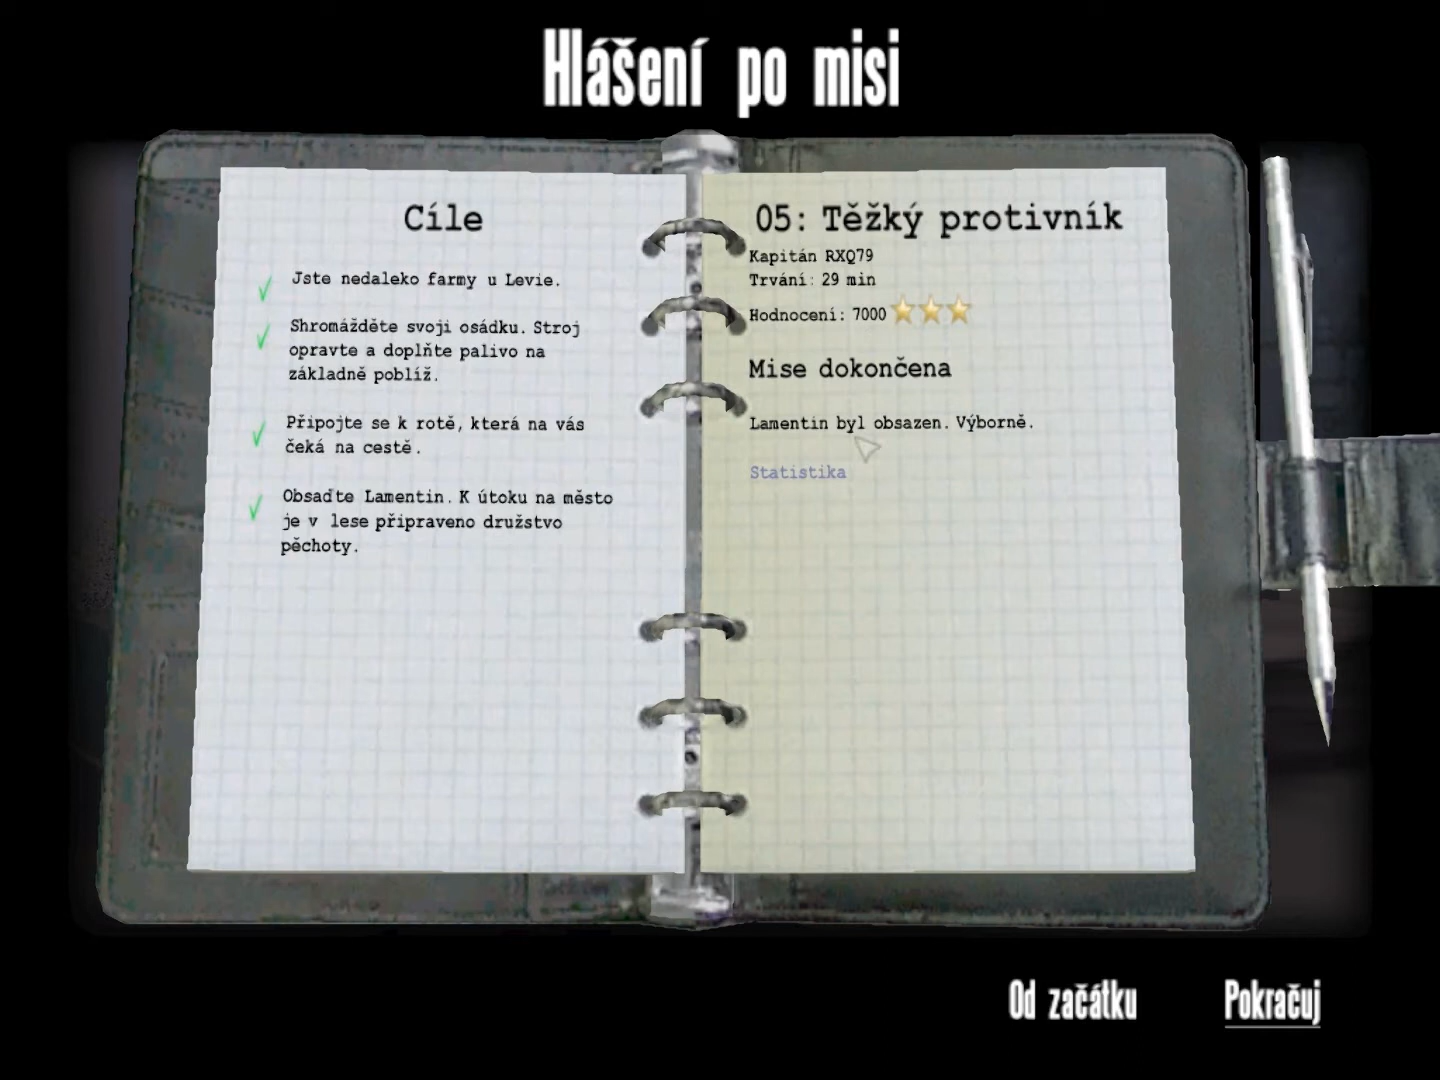 Hlášení po misi
Cíle
Jste nedaleko farmy u Levie.
Shromážděte svoji osádku. Stroj
opravte a doplňte palivo na
základně poblíž.
Připojte se k rotě, která na vás
čeká na cestě.
Obsaďte Lamentin. K útoku na město
je v lese připraveno družstvo
pěchoty.
05: Těžký protivník
Kapitán RXQ79
Trvání: 29 min
Hodnocení: 7000
Mise dokončena
Lamentin byl obsazen. Výborně.
Statistika
Od začátku
Pokračuj